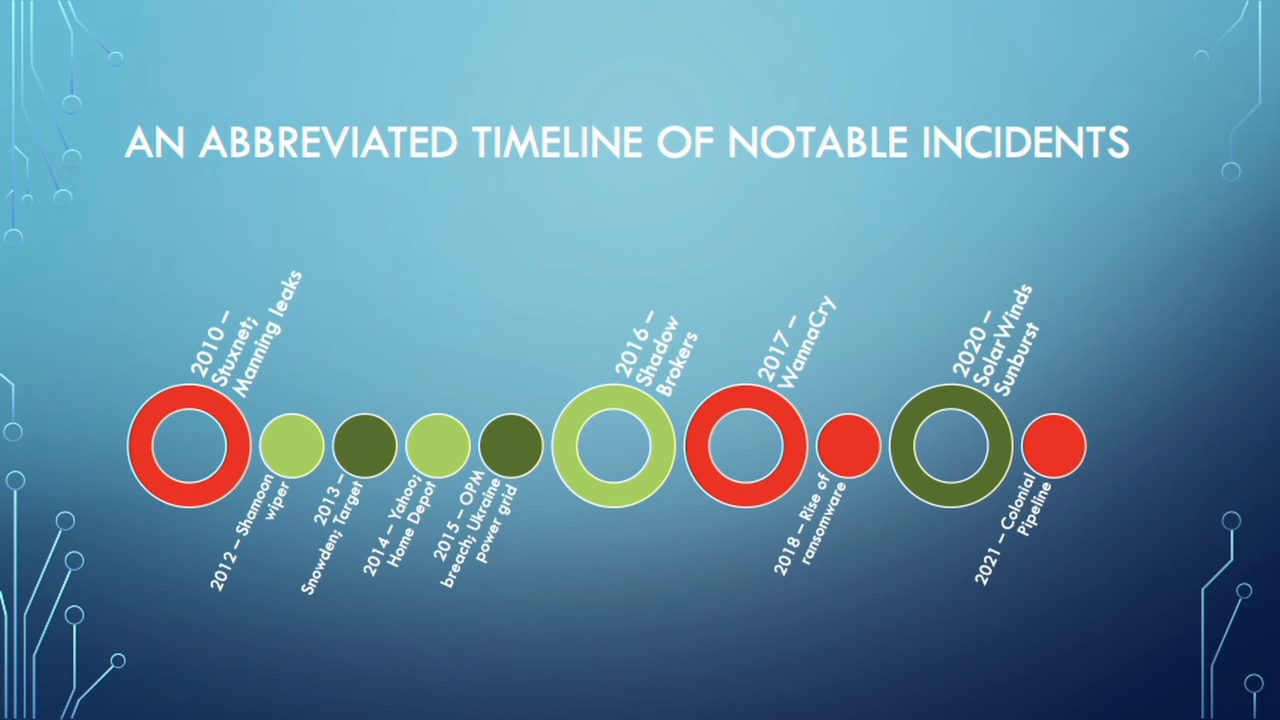 AN ABBREVIATED TIMELINE OF NOTABLE INCIDENTS
2010 –
Stuxnet;
Manning leaks
2012 – Shamoon
wiper
2013 –
Snowden; Target
2014 – Yahoo;
Home Depot
2015 – OPM
breach; Ukraine
power grid
2016 –
Shadow
Brokers
2017 –
WannaCry
2018 – Rise of
ransomware
2020 –
SolarWinds
Sunburst
2021 – Colonial
Pipeline